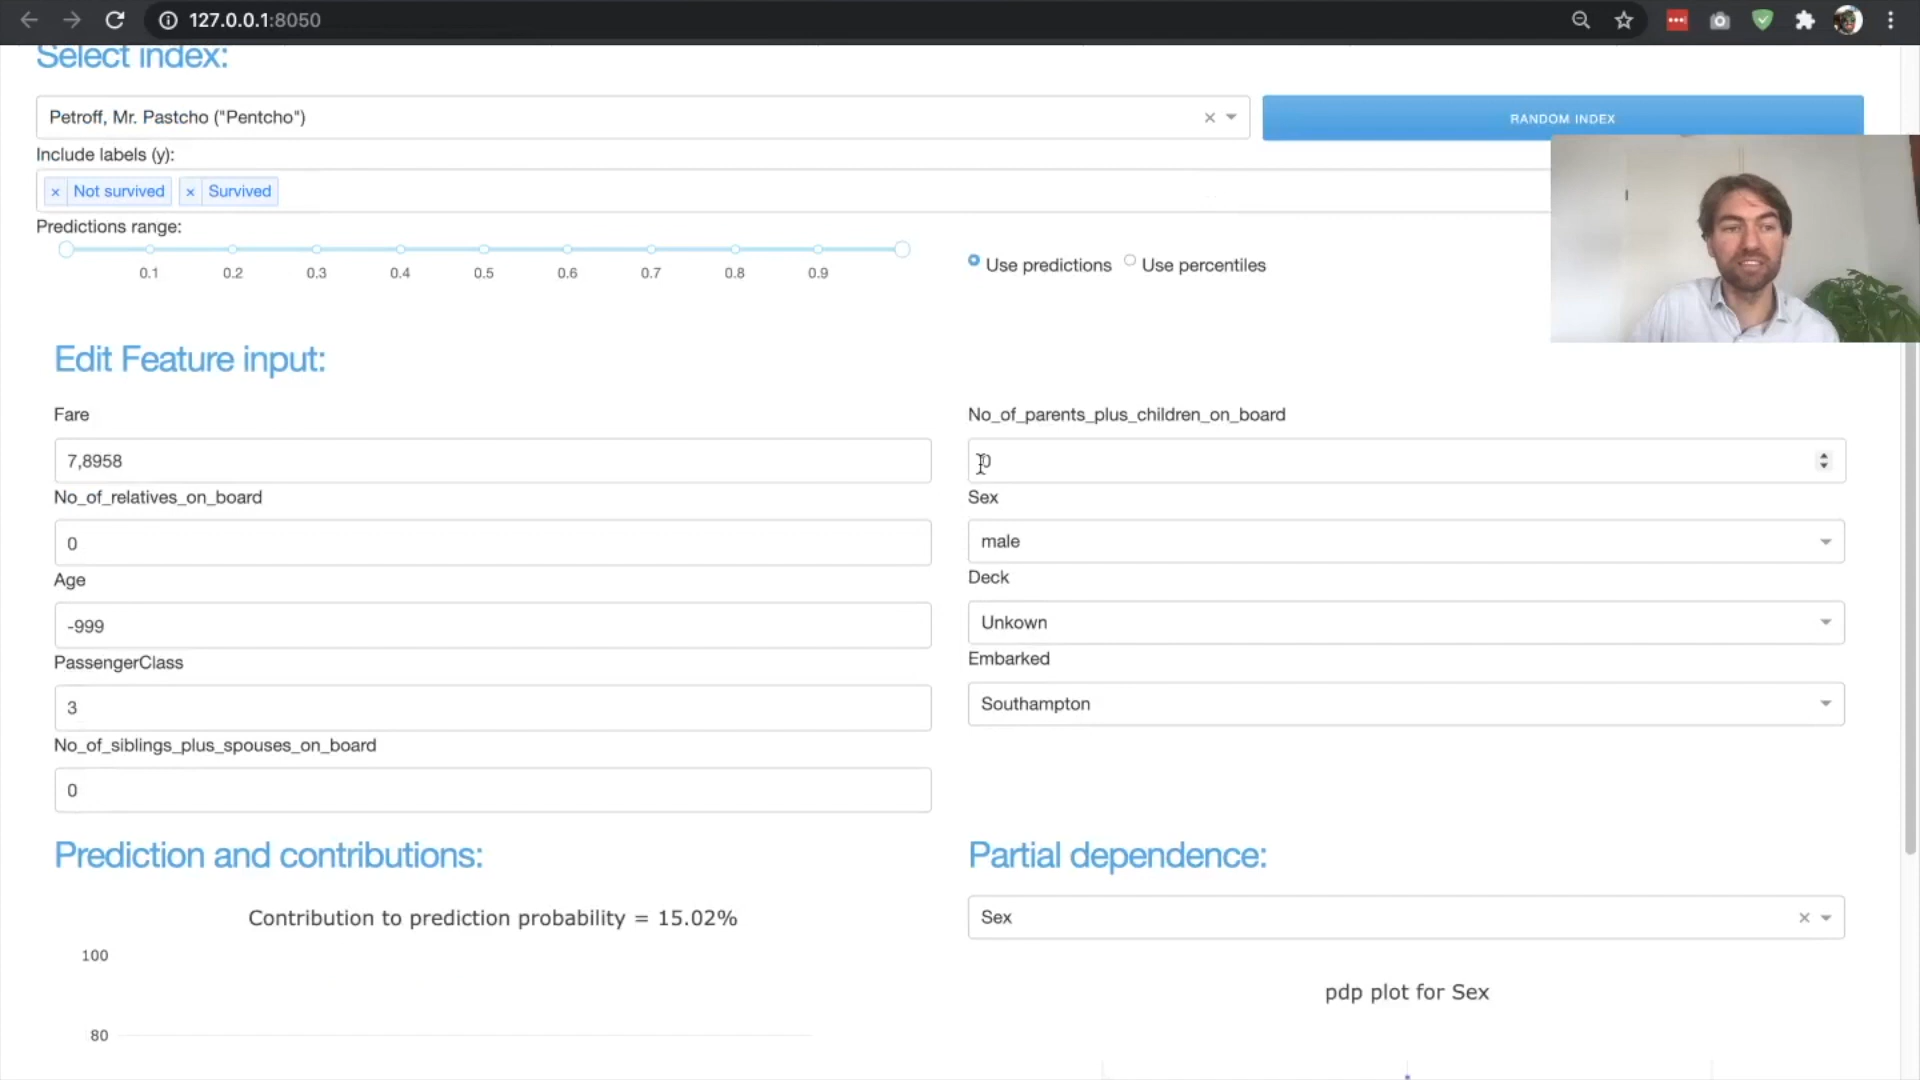 127.0.0.1:8050
Select index:
Petroff, Mr. Pastcho ("Pentcho")
RANDOM INDEX
Include labels (y):
× Not survived × Survived
Predictions range:
0.1 0.2 0.3 0.4 0.5 0.6 0.7 0.8 0.9
Use predictions Use percentiles
Edit Feature input:
Fare
7,8958
No_of_relatives_on_board
0
Age
-999
PassengerClass
3
No_of_siblings_plus_spouses_on_board
0
No_of_parents_plus_children_on_board
0
Sex
male
Deck
Unkown
Embarked
Southampton
Prediction and contributions:
Contribution to prediction probability = 15.02%
100
80
Partial dependence:
Sex
pdp plot for Sex